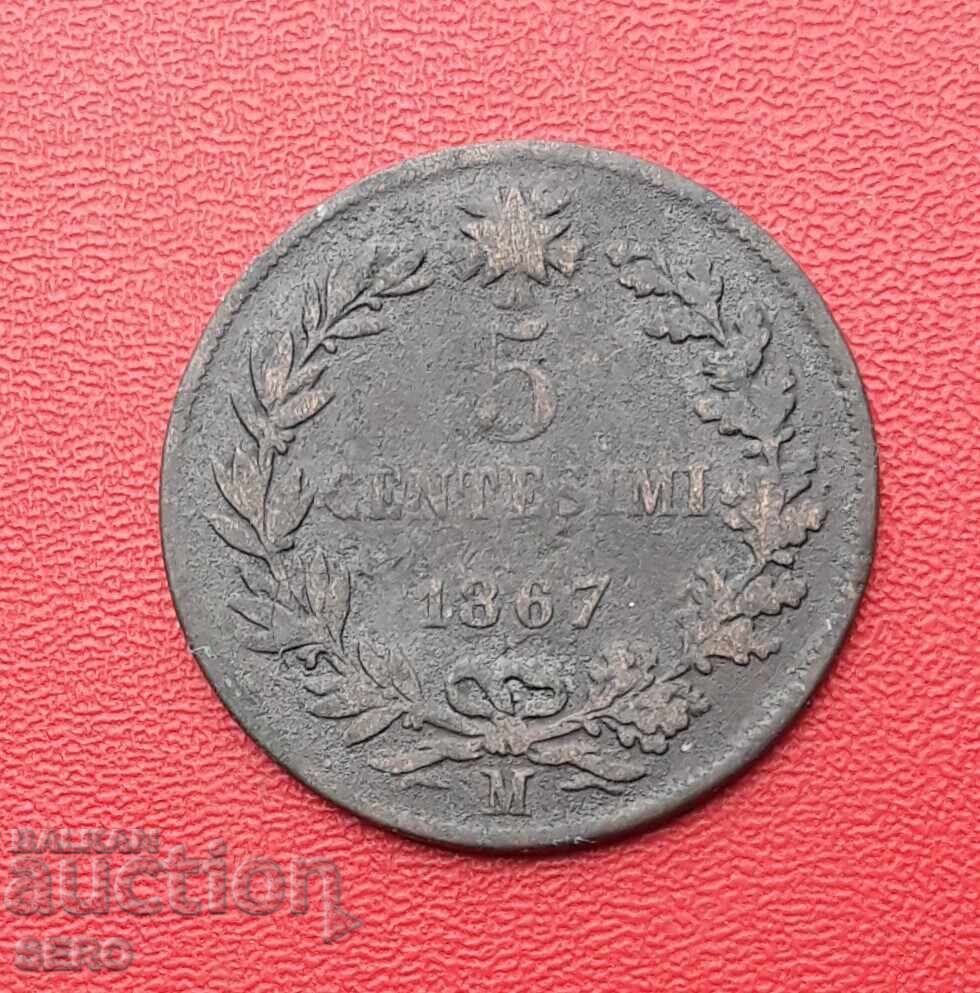 5
CENTESIMI
1867
M
BALKAN
auction
SERO